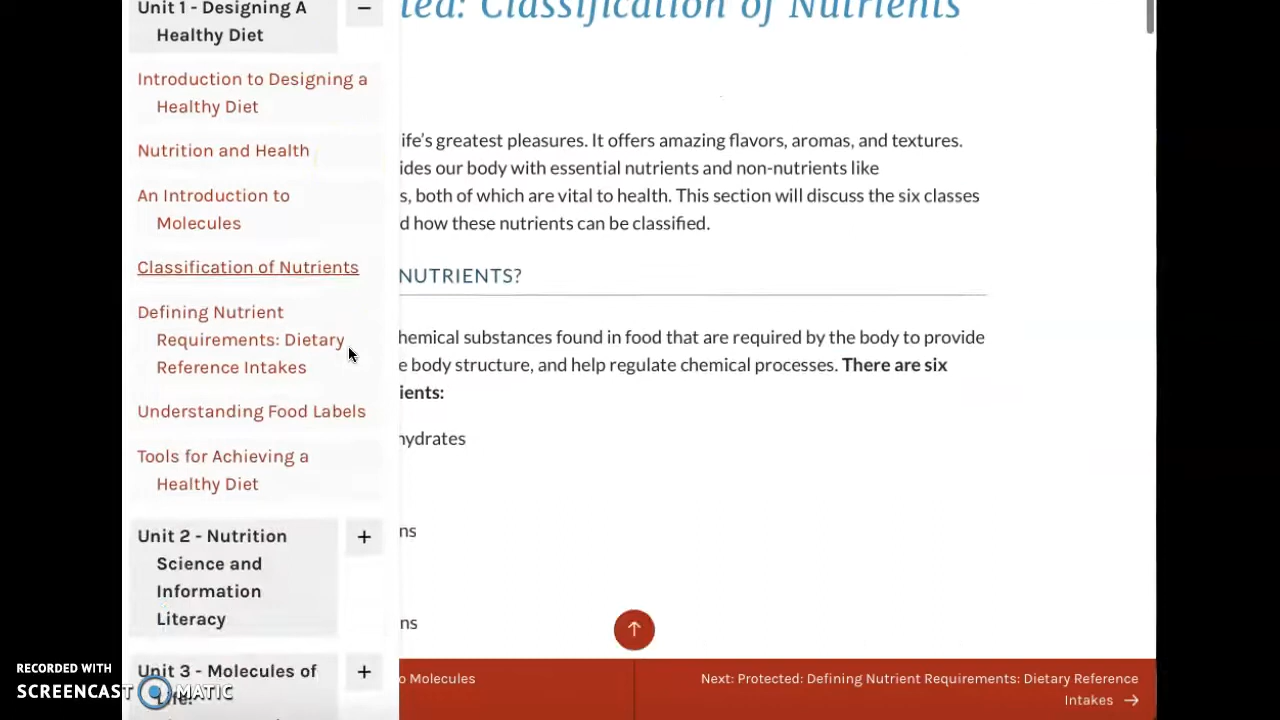 Unit 1 - Designing A
Healthy Diet
−
Introduction to Designing a
Healthy Diet
Nutrition and Health
An Introduction to
Molecules
Classification of Nutrients
Defining Nutrient
Requirements: Dietary
Reference Intakes
Understanding Food Labels
Tools for Achieving a
Healthy Diet
Unit 2 - Nutrition
Science and
Information
Literacy
+
Unit 3 - Molecules of
Life:
+
ted: Classification of Nutrients
ife's greatest pleasures. It offers amazing flavors, aromas, and textures.
ides our body with essential nutrients and non-nutrients like
s, both of which are vital to health. This section will discuss the six classes
d how these nutrients can be classified.
NUTRIENTS?
hemical substances found in food that are required by the body to provide
e body structure, and help regulate chemical processes. There are six
ients:
hydrates
ns
ns
o Molecules
Next: Protected: Defining Nutrient Requirements: Dietary Reference
Intakes →
RECORDED WITH
SCREENCAST MATIC